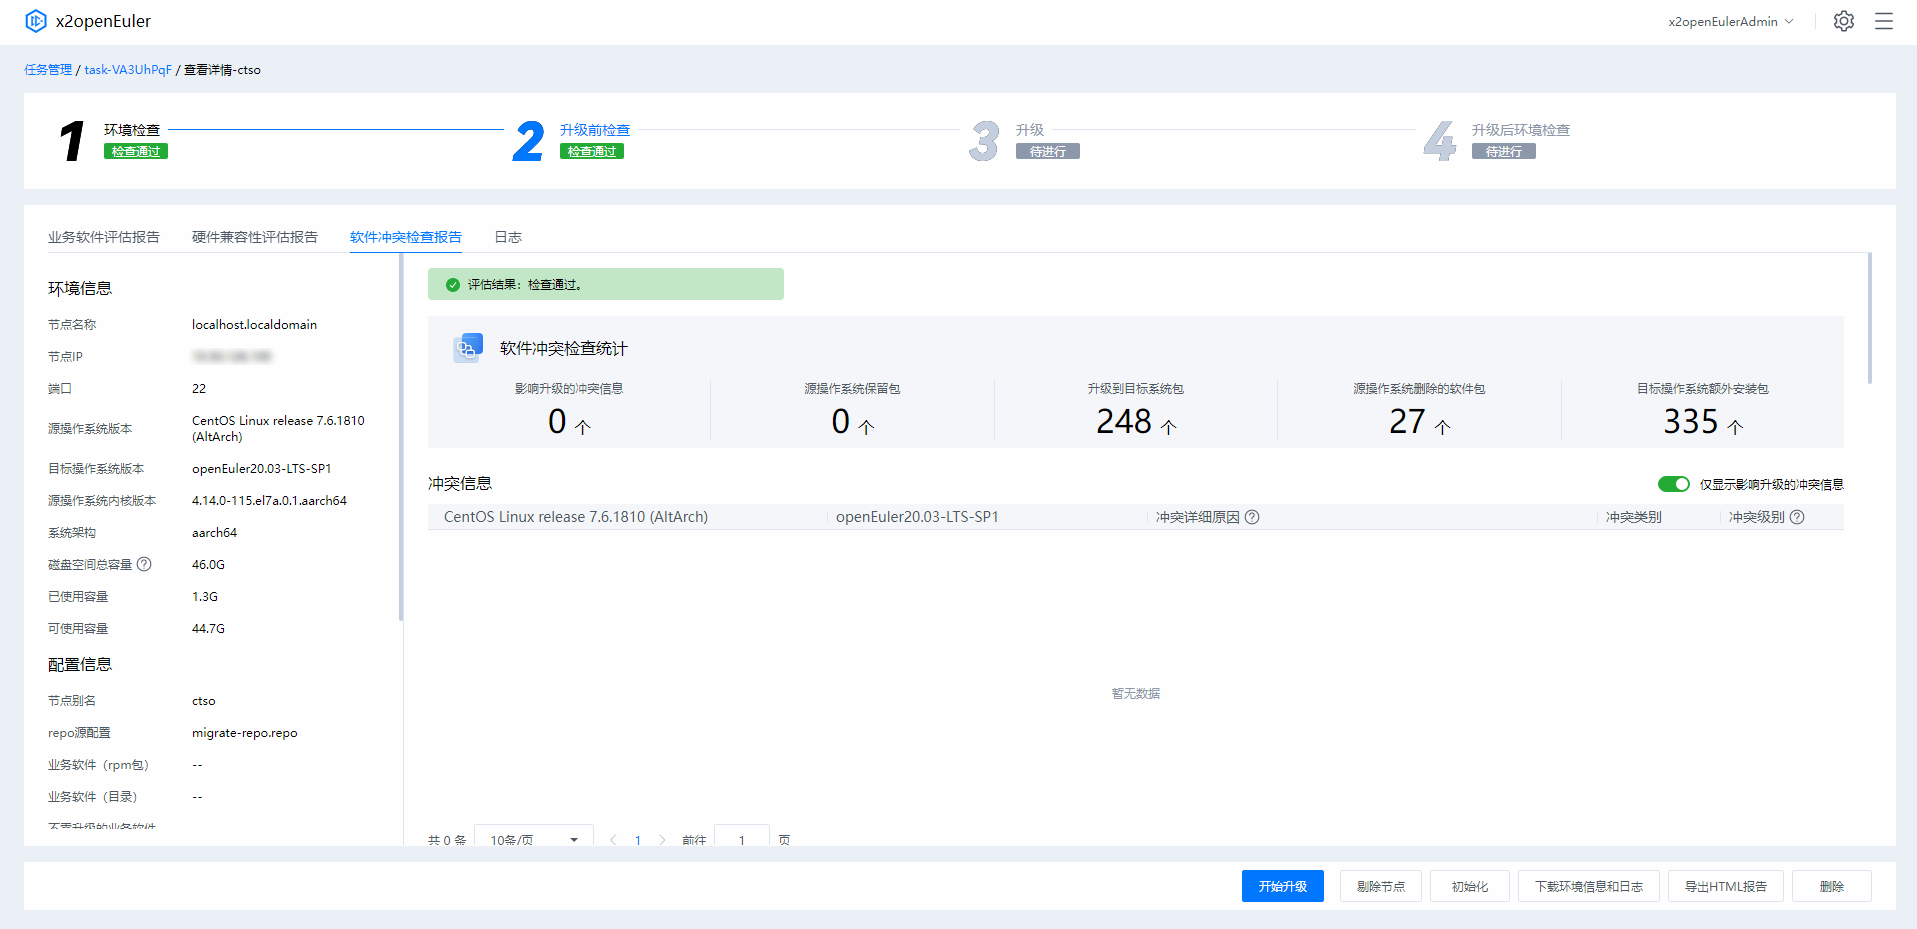 x2openEuler
x2openEulerAdmin
任务管理 / task-VA3UhPqF / 查看详情-ctso
1 环境检查
检查通过
2 升级前检查
检查通过
3 升级
待进行
4 升级后环境检查
待进行
业务软件评估报告 硬件兼容性评估报告 软件冲突检查报告 日志
环境信息
节点名称 localhost.localdomain
节点IP
端口 22
源操作系统版本 CentOS Linux release 7.6.1810 (AltArch)
目标操作系统版本 openEuler20.03-LTS-SP1
源操作系统内核版本 4.14.0-115.el7a.0.1.aarch64
系统架构 aarch64
磁盘空间总容量 ? 46.0G
已使用容量 1.3G
可使用容量 44.7G
配置信息
节点别名 ctso
repo源配置 migrate-repo.repo
业务软件（rpm包） --
业务软件（目录） --
不需升级的业务软件
评估结果：检查通过。
软件冲突检查统计
影响升级的冲突信息
0 个
源操作系统保留包
0 个
升级到目标系统包
248 个
源操作系统删除的软件包
27 个
目标操作系统额外安装包
335 个
冲突信息
仅显示影响升级的冲突信息
CentOS Linux release 7.6.1810 (AltArch) openEuler20.03-LTS-SP1 冲突详细原因 ? 冲突类别 冲突级别 ?
暂无数据
共 0 条 10条/页 < 1 > 前往 1 页
开始升级 剔除节点 初始化 下载环境信息和日志 导出HTML报告 删除